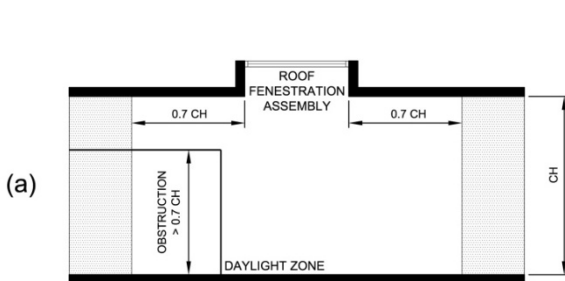 ROOF
FENESTRATION
ASSEMBLY
0.7 CH
0.7 CH
(a)
OBSTRUCTION
> 0.7 CH
CH
DAYLIGHT ZONE